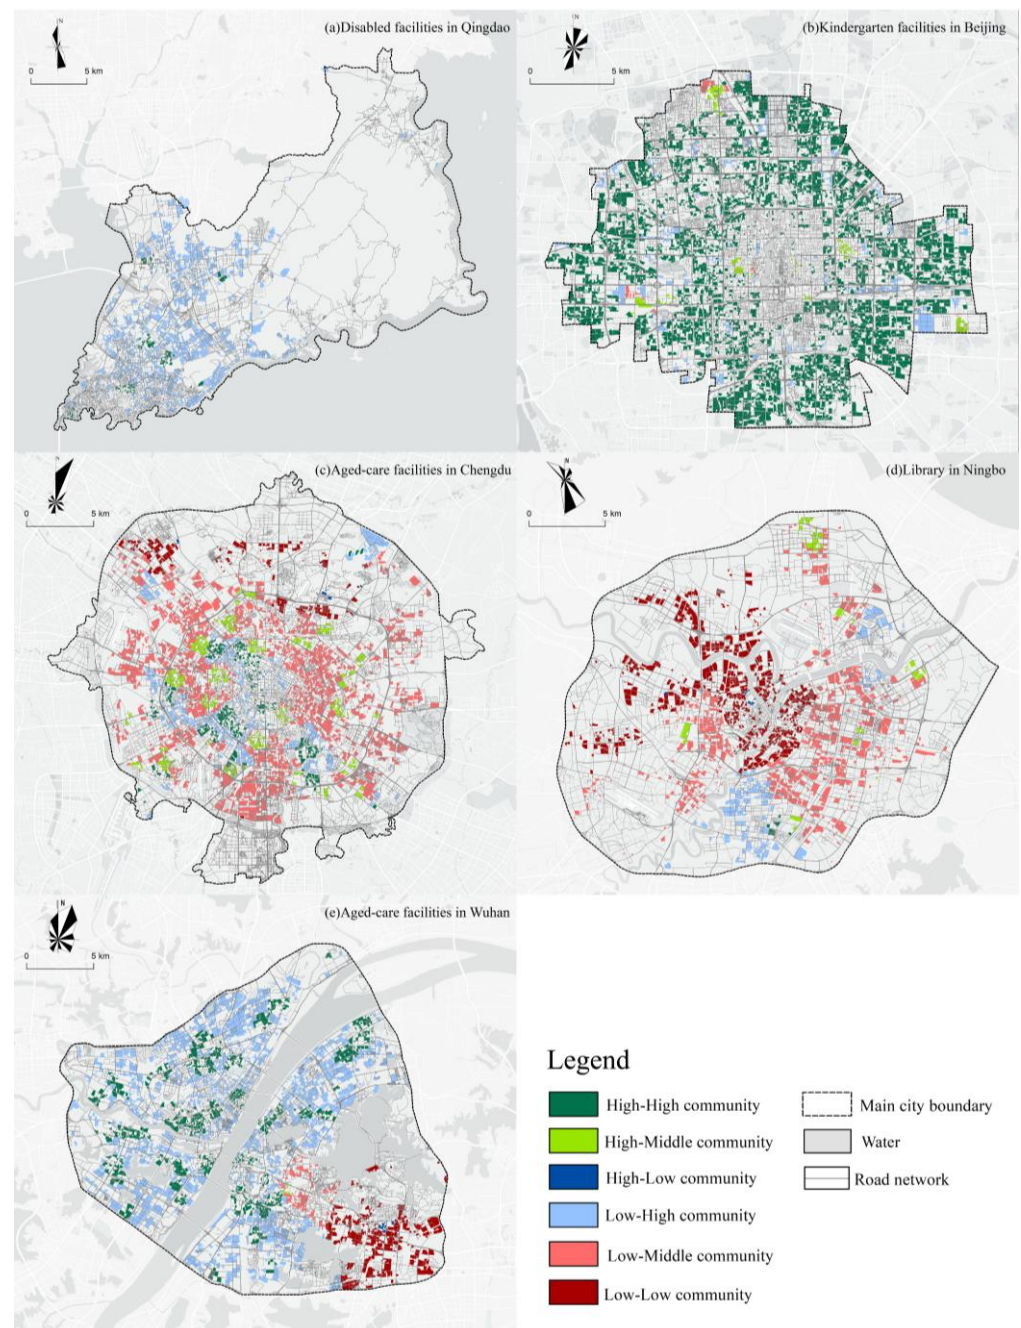 N
(a)Disabled facilities in Qingdao
0 5 km
N
(b)Kindergarten facilities in Beijing
0 5 km
N
(c)Aged-care facilities in Chengdu
0 5 km
N
(d)Library in Ningbo
0 5 km
N
(e)Aged-care facilities in Wuhan
0 5 km
Legend
High-High community
High-Middle community
High-Low community
Low-High community
Low-Middle community
Low-Low community
Main city boundary
Water
Road network